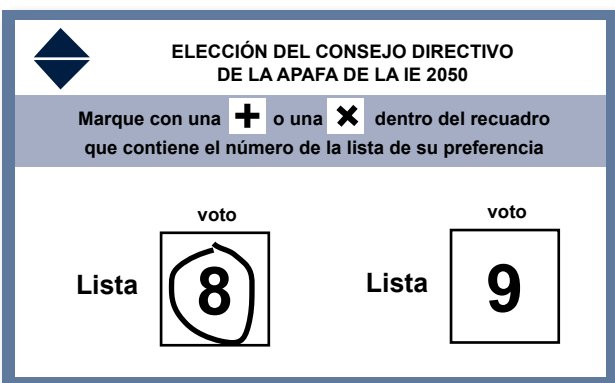 ELECCIÓN DEL CONSEJO DIRECTIVO
DE LA APAFA DE LA IE 2050
Marque con una + o una × dentro del recuadro
que contiene el número de la lista de su preferencia
voto
Lista 8
voto
Lista 9